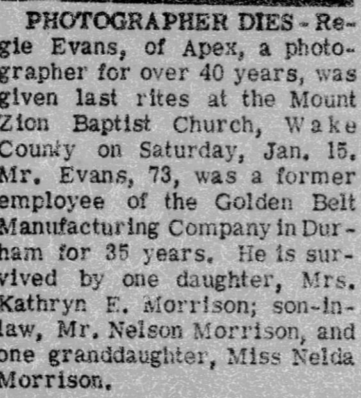 PHOTOGRAPHER DIES - Re-
gie Evans, of Apex, a photo-
grapher for over 40 years, was
given last rites at the Mount
Zion Baptist Church, Wake
County on Saturday, Jan. 15.
Mr. Evans, 73, was a former
employee of the Golden Belt
Manufacturing Company in Dur-
ham for 35 years. He is sur-
vived by one daughter, Mrs.
Kathryn E. Morrison; son-in-
law, Mr. Nelson Morrison, and
one granddaughter, Miss Nelda
Morrison.